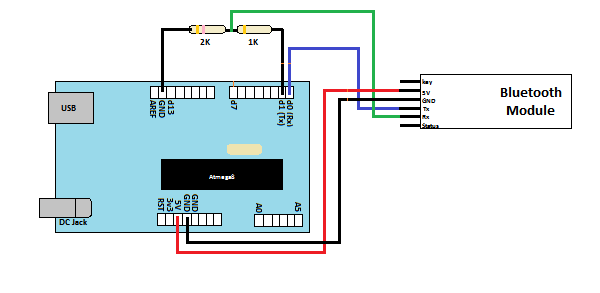 2K
1K
key
5V
GND
Tx
Rx
Status
Bluetooth
Module
USB
AREF
GND
d13
d7
d1 (Tx)
d0 (Rx)
Atmega8
DC Jack
RST
3v3
5V
GND
GND
A0
A5